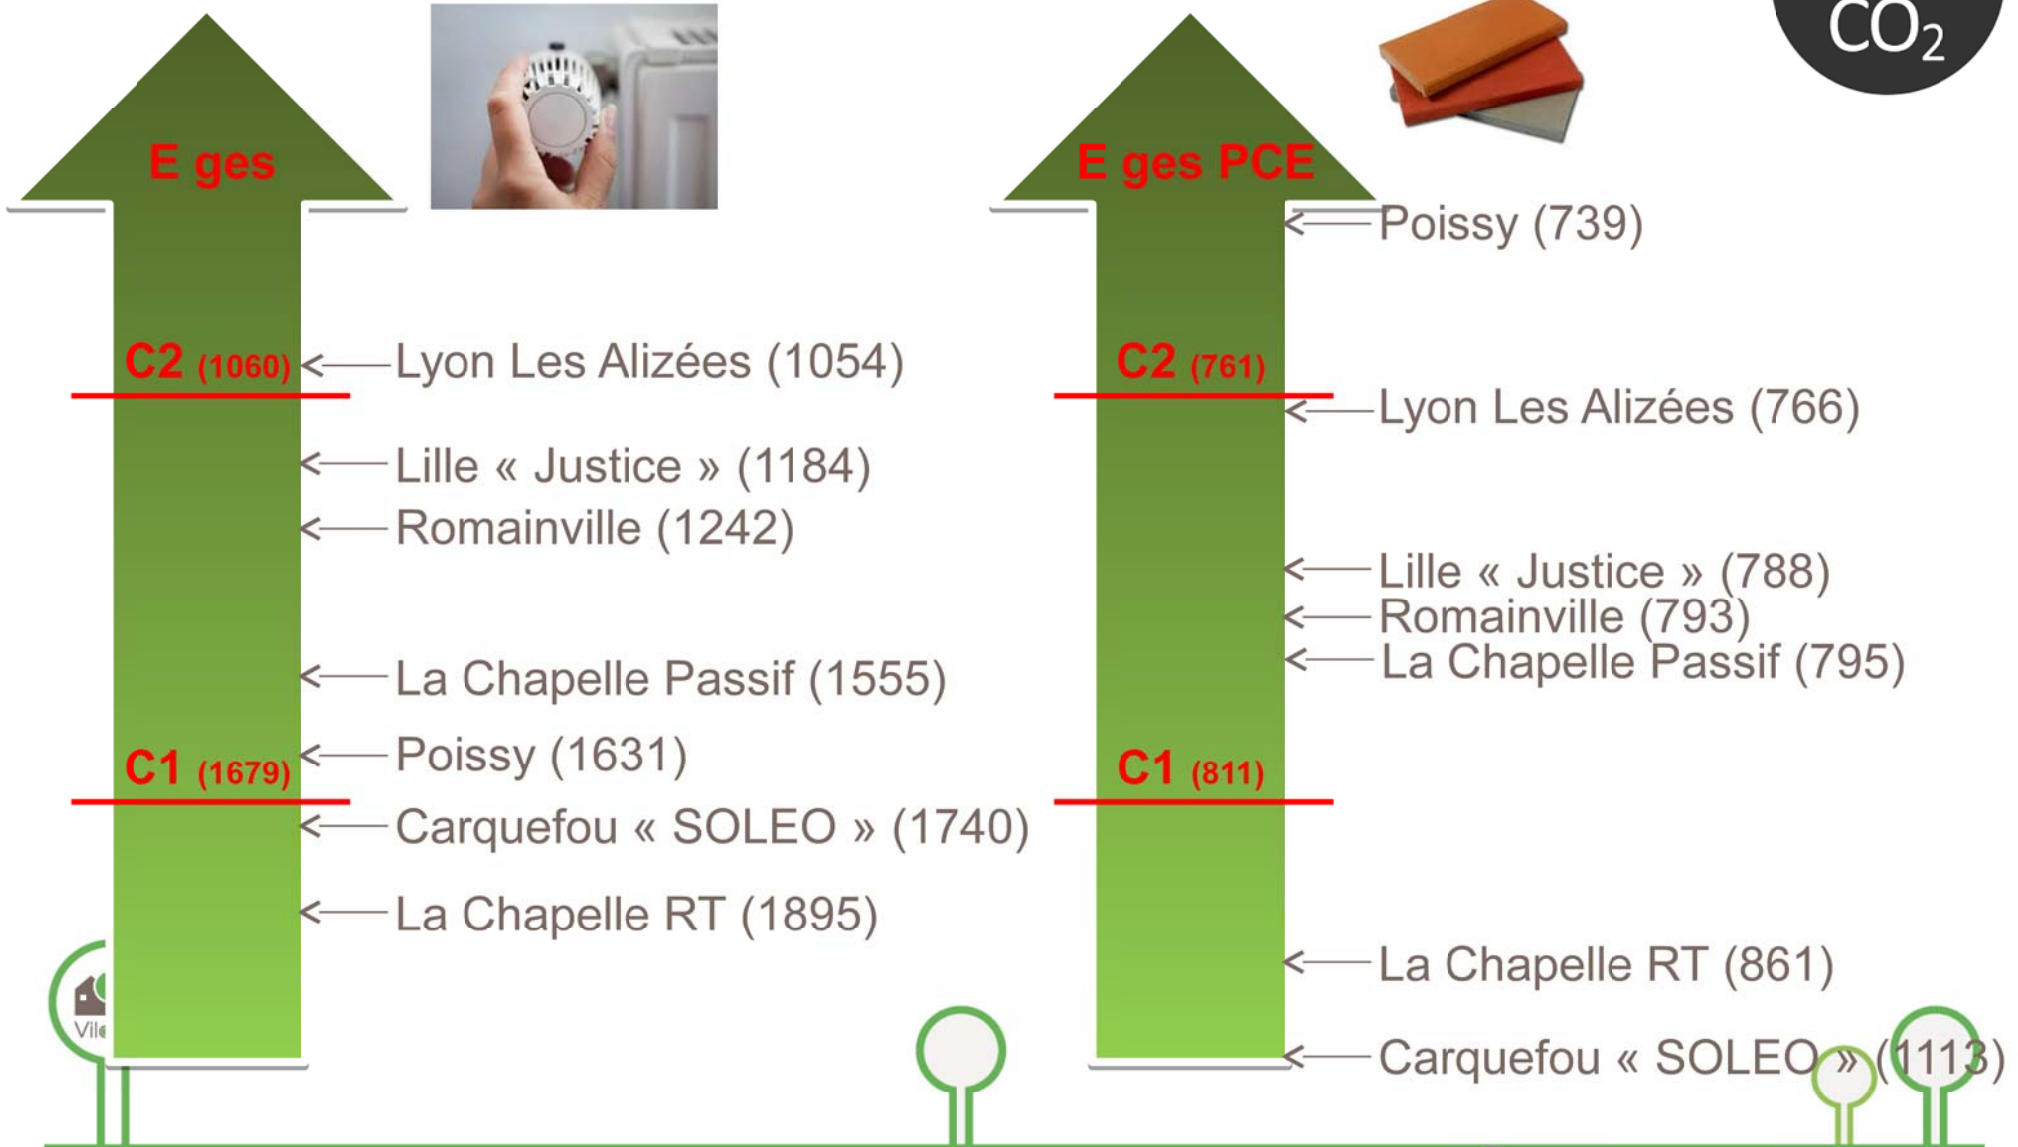 CO₂
E ges
C2 (1060)
Lyon Les Alizées (1054)
Lille « Justice » (1184)
Romainville (1242)
La Chapelle Passif (1555)
Poissy (1631)
C1 (1679)
Carquefou « SOLEO » (1740)
La Chapelle RT (1895)
E ges PCE
Poissy (739)
C2 (761)
Lyon Les Alizées (766)
Lille « Justice » (788)
Romainville (793)
La Chapelle Passif (795)
C1 (811)
La Chapelle RT (861)
Carquefou « SOLEO » (1113)